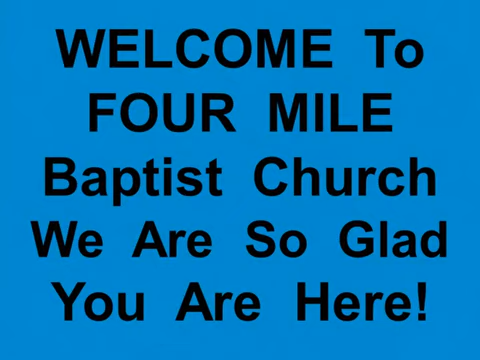 WELCOME To
FOUR MILE
Baptist Church
We Are So Glad
You Are Here!